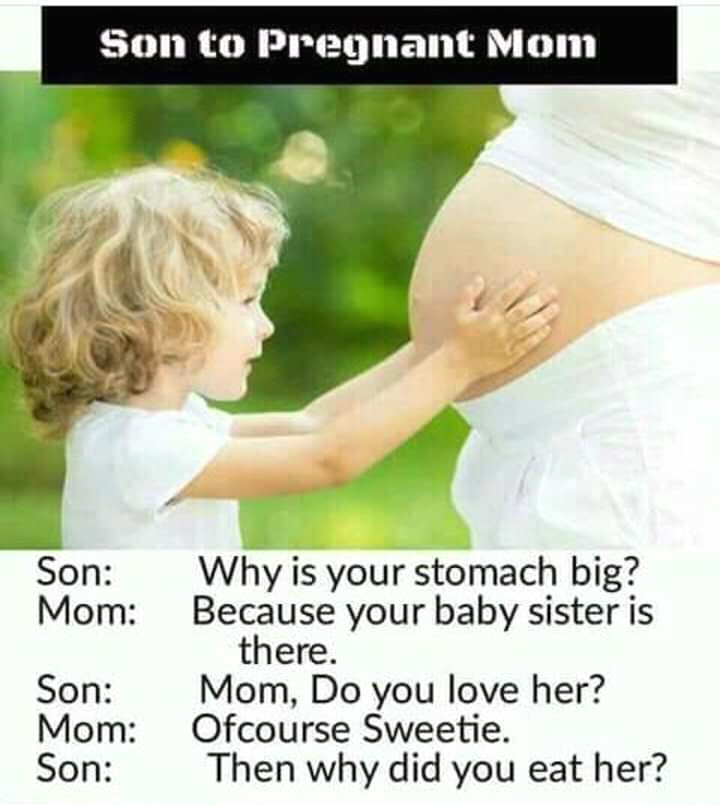 Son to Pregnant Mom
Son: Why is your stomach big?
Mom: Because your baby sister is
there.
Son: Mom, Do you love her?
Mom: Ofcourse Sweetie.
Son: Then why did you eat her?